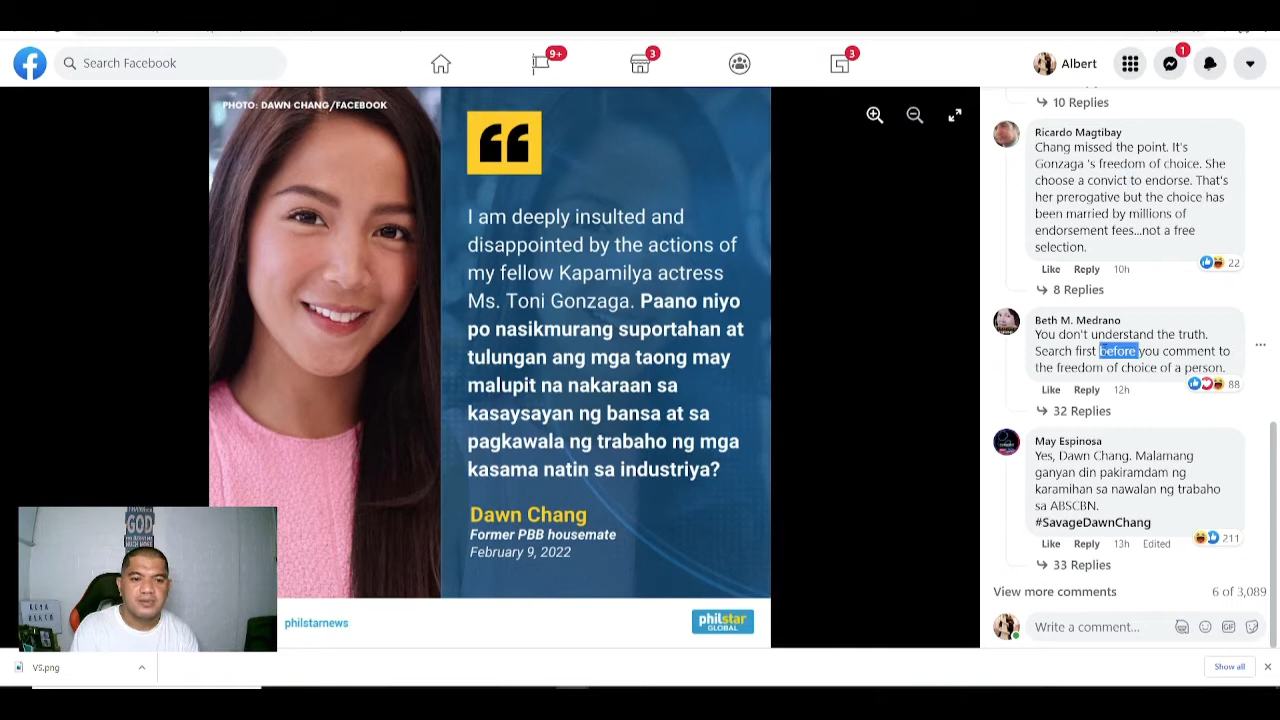 Search Facebook
9+
3
3
Albert
1
PHOTO: DAWN CHANG/FACEBOOK
I am deeply insulted and
disappointed by the actions of
my fellow Kapamilya actress
Ms. Toni Gonzaga. Paano niyo
po nasikmurang suportahan at
tulungan ang mga taong may
malupit na nakaraan sa
kasaysayan ng bansa at sa
pagkawala ng trabaho ng mga
kasama natin sa industriya?
Dawn Chang
Former PBB housemate
February 9, 2022
philstarnews
philstar
GLOBAL
10 Replies
Ricardo Magtibay
Chang missed the point. It's
Gonzaga 's freedom of choice. She
choose a convict to endorse. That's
her prerogative but the choice has
been married by millions of
endorsement fees...not a free
selection.
22
Like Reply 10h
8 Replies
Beth M. Medrano
You don't understand the truth.
Search first before you comment to
the freedom of choice of a person.
88
Like Reply 12h
32 Replies
May Espinosa
Yes, Dawn Chang. Malamang
ganyan din pakiramdam ng
karamihan sa nawalan ng trabaho
sa ABSCBN.
#SavageDawnChang
211
Like Reply 13h Edited
33 Replies
View more comments 6 of 3,089
Write a comment...
GIF
GOD
VS.png
Show all